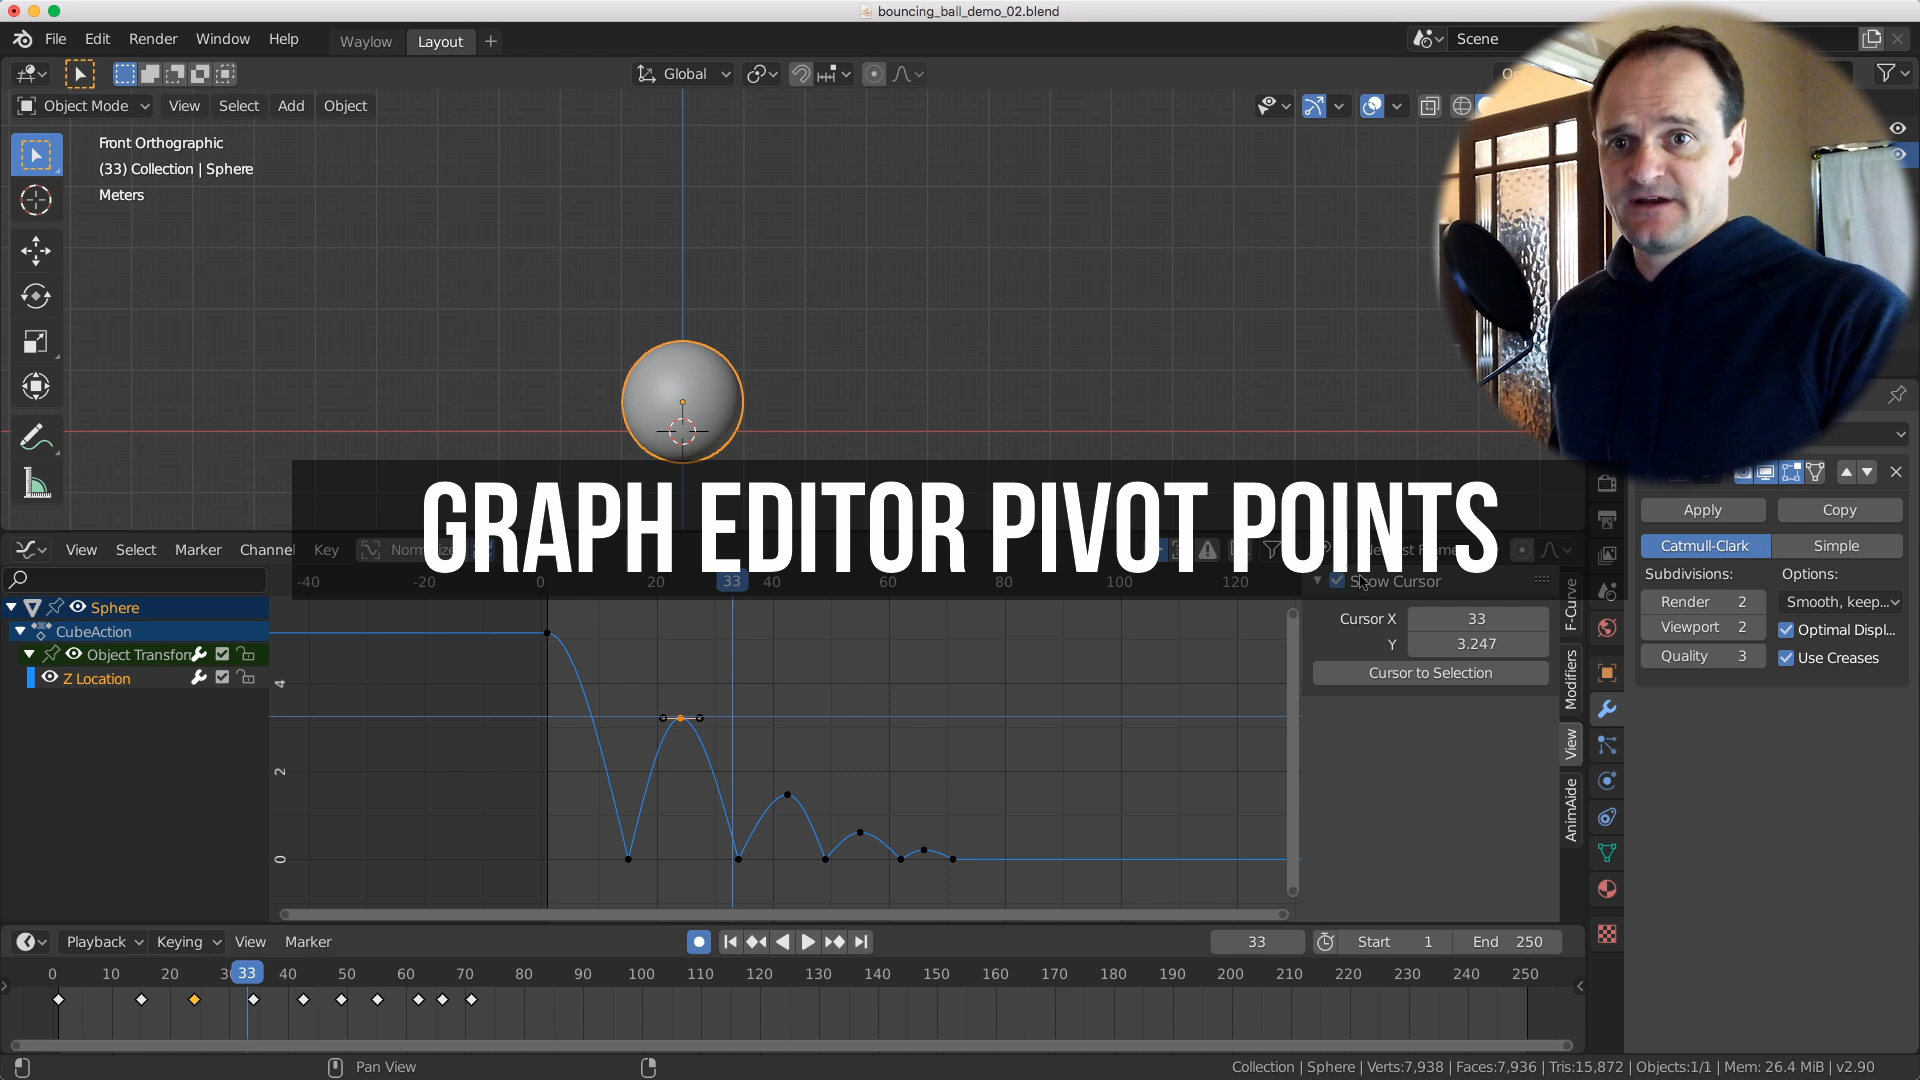 bouncing_ball_demo_02.blend
File Edit Render Window Help Waylow Layout Scene
Global
Object Mode View Select Add Object
Front Orthographic
(33) Collection | Sphere
Meters
GRAPH EDITOR PIVOT POINTS
View Select Marker Channel Key
-40 -20 0 20 33 40 60 80 100 120
Show Cursor
Cursor X 33
Y 3.247
Cursor to Selection
F-Curve
Modifiers
View
AnimAide
Sphere
CubeAction
Object Transfor
Z Location
4
2
0
Apply Copy
Catmull-Clark Simple
Subdivisions: Options:
Render 2 Smooth, keep...
Viewport 2 Optimal Displ...
Quality 3 Use Creases
Playback Keying View Marker 33 Start 1 End 250
0 10 20 33 40 50 60 70 80 90 100 110 120 130 140 150 160 170 180 190 200 210 220 230 240 250
Pan View
Collection | Sphere | Verts:7,938 | Faces:7,936 | Tris:15,872 | Objects:1/1 | Mem: 26.4 MiB | v2.90